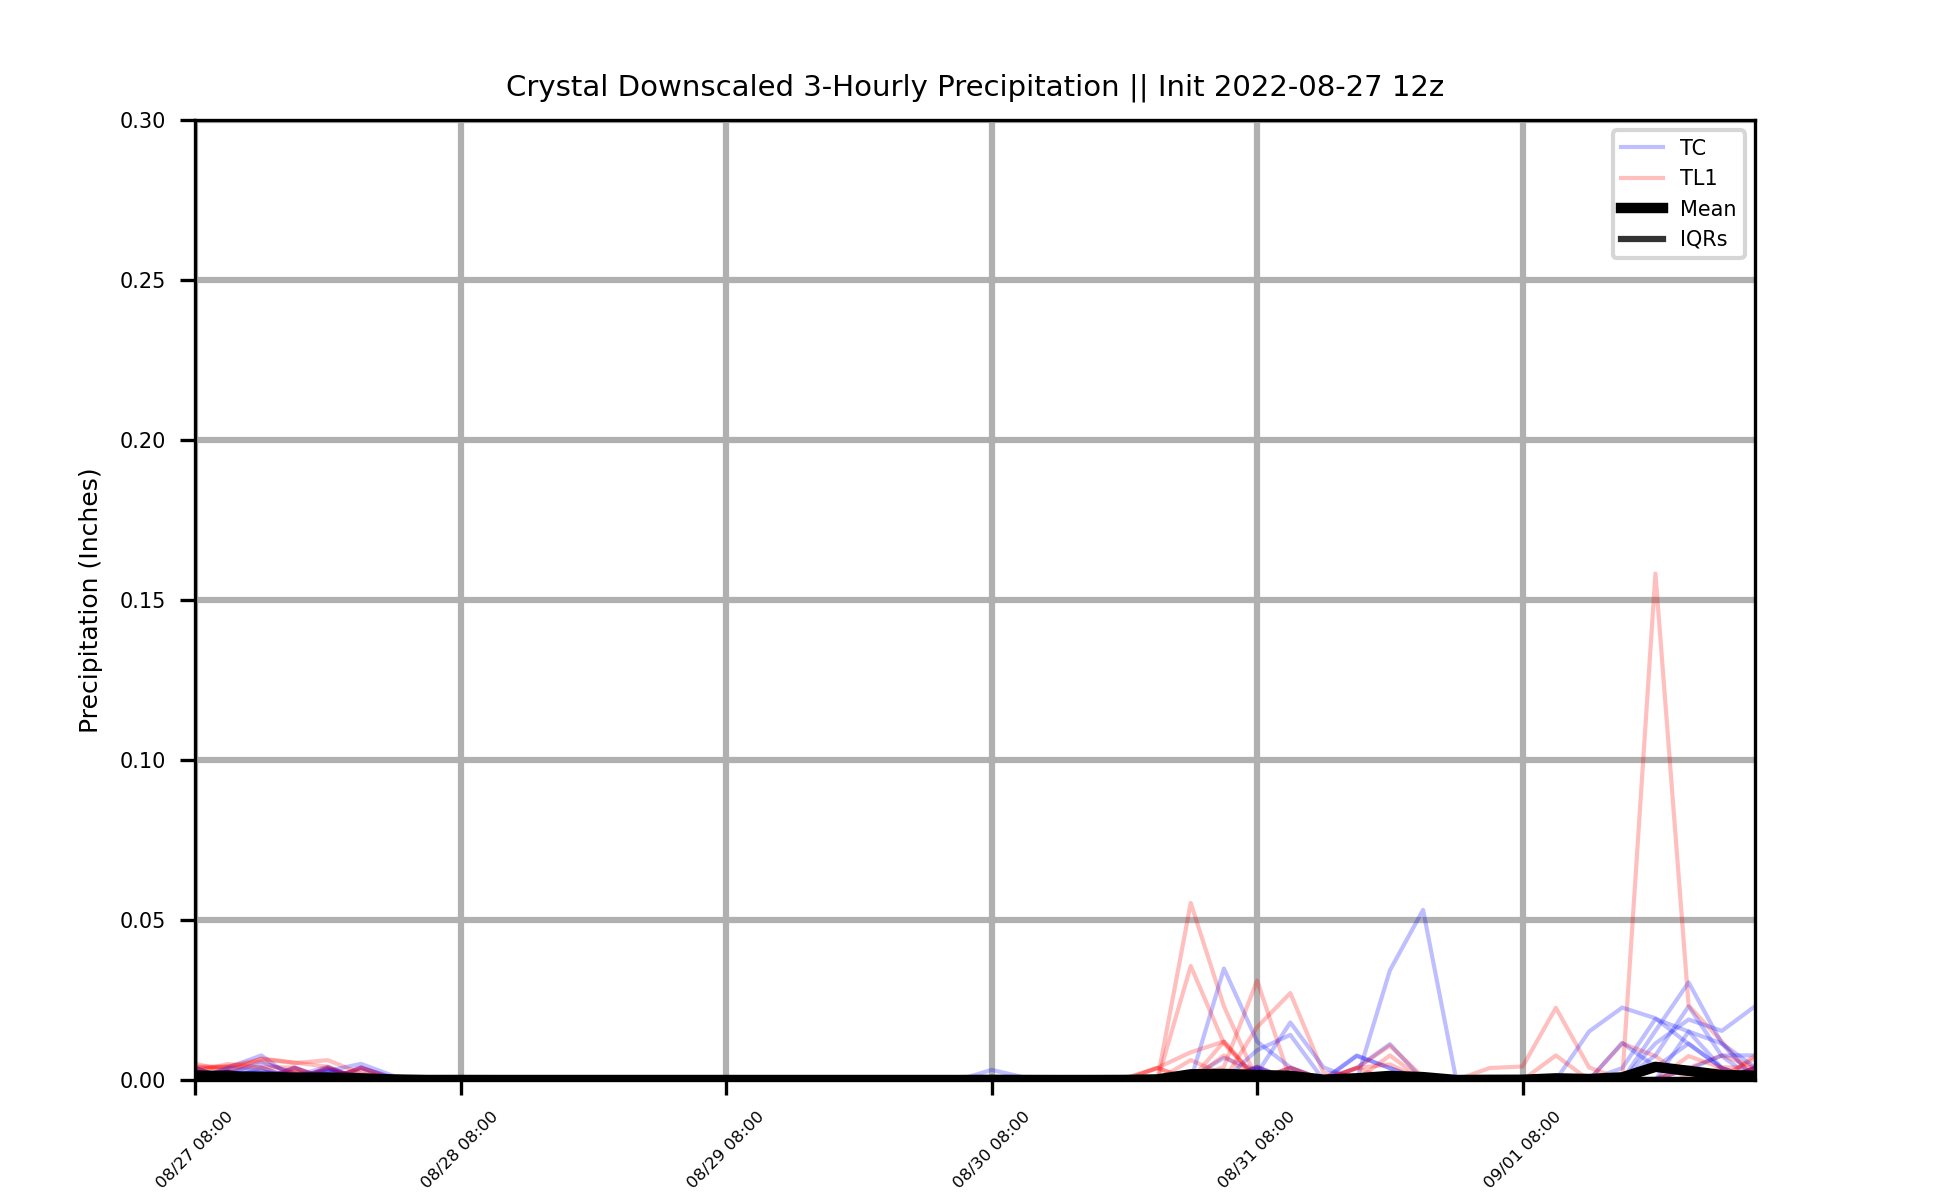 Crystal Downscaled 3-Hourly Precipitation || Init 2022-08-27 12z
TC
TL1
Mean
IQRs
Precipitation (Inches)
0.30
0.25
0.20
0.15
0.10
0.05
0.00
08/27 08:00
08/28 08:00
08/29 08:00
08/30 08:00
08/31 08:00
09/01 08:00